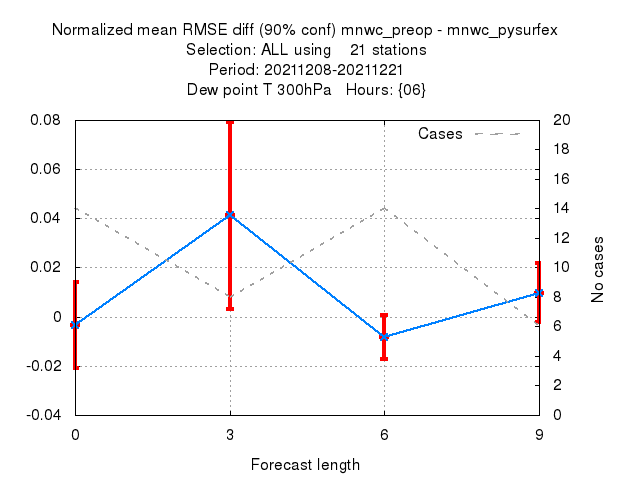 Normalized mean RMSE diff (90% conf) mnwc_preop - mnwc_pysurfex
Selection: ALL using    21 stations
Period: 20211208-20211221
Dew point T 300hPa   Hours: {06}
Cases
0.08
0.06
0.04
0.02
0
-0.02
-0.04
20
18
16
14
12
10
8
6
4
2
0
No cases
0 3 6 9
Forecast length